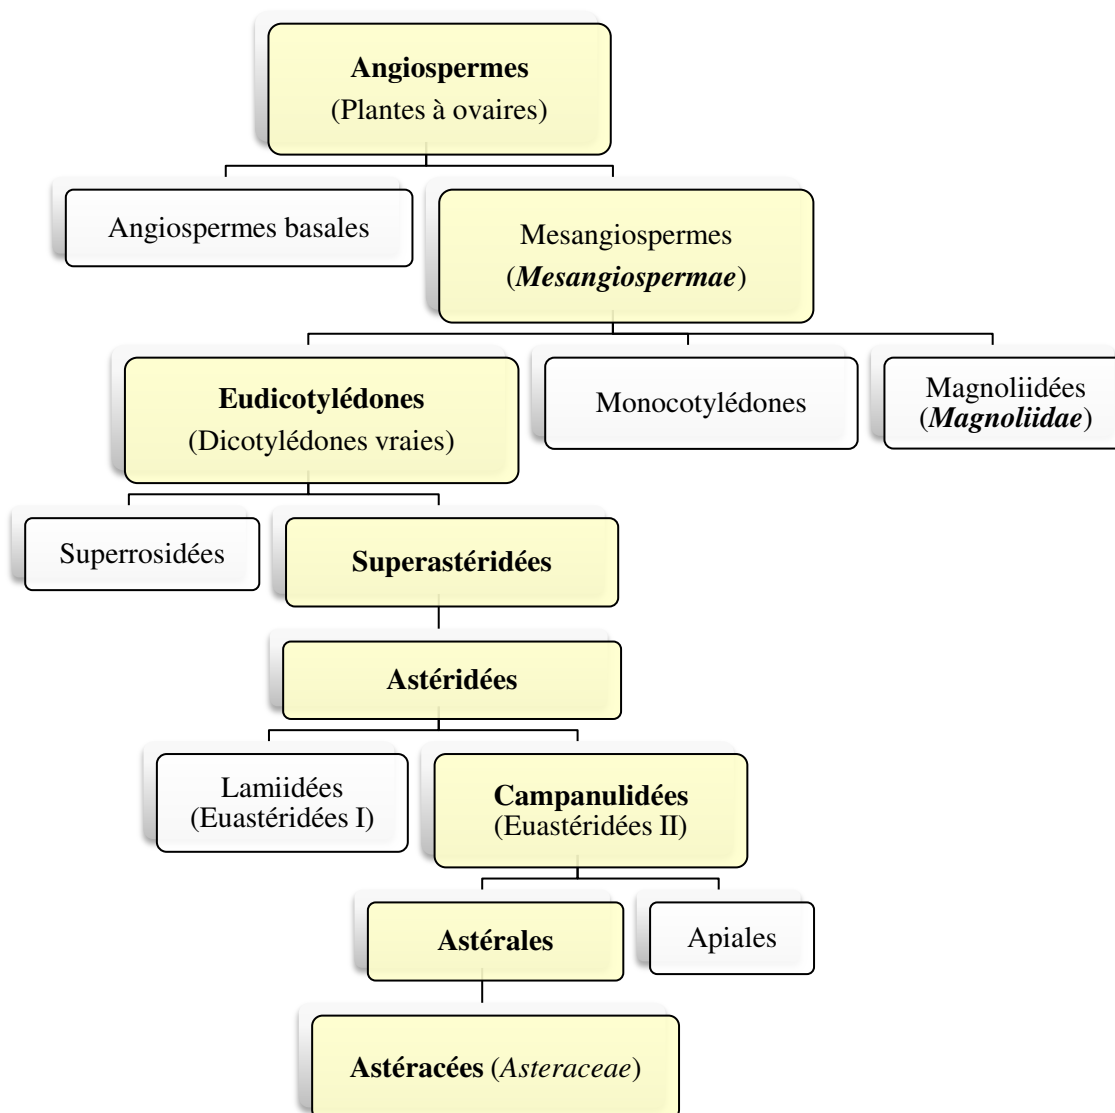 Angiospermes
(Plantes à ovaires)
Angiospermes basales
Mesangiospermes
(Mesangiospermae)
Eudicotylédones
(Dicotylédones vraies)
Monocotylédones
Magnoliidées
(Magnoliidae)
Superrosidées
Superastéridées
Astéridées
Lamiidées
(Euastéridées I)
Campanulidées
(Euastéridées II)
Astérales
Apiales
Astéracées (Asteraceae)